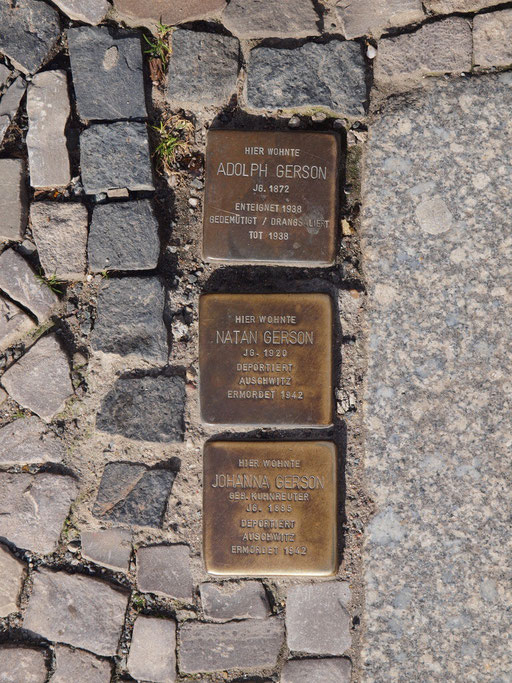 HIER WOHNTE
ADOLPH GERSON
JG. 1872
ENTEIGNET 1938
GEDEMÜTIGT / DRANGSALIERT
TOT 1938
HIER WOHNTE
NATAN GERSON
JG. 1920
DEPORTIERT
AUSCHWITZ
ERMORDET 1942
HIER WOHNTE
JOHANNA GERSON
GEB.
JG.
DEPORTIERT
AUSCHWITZ
ERMORDET 1942